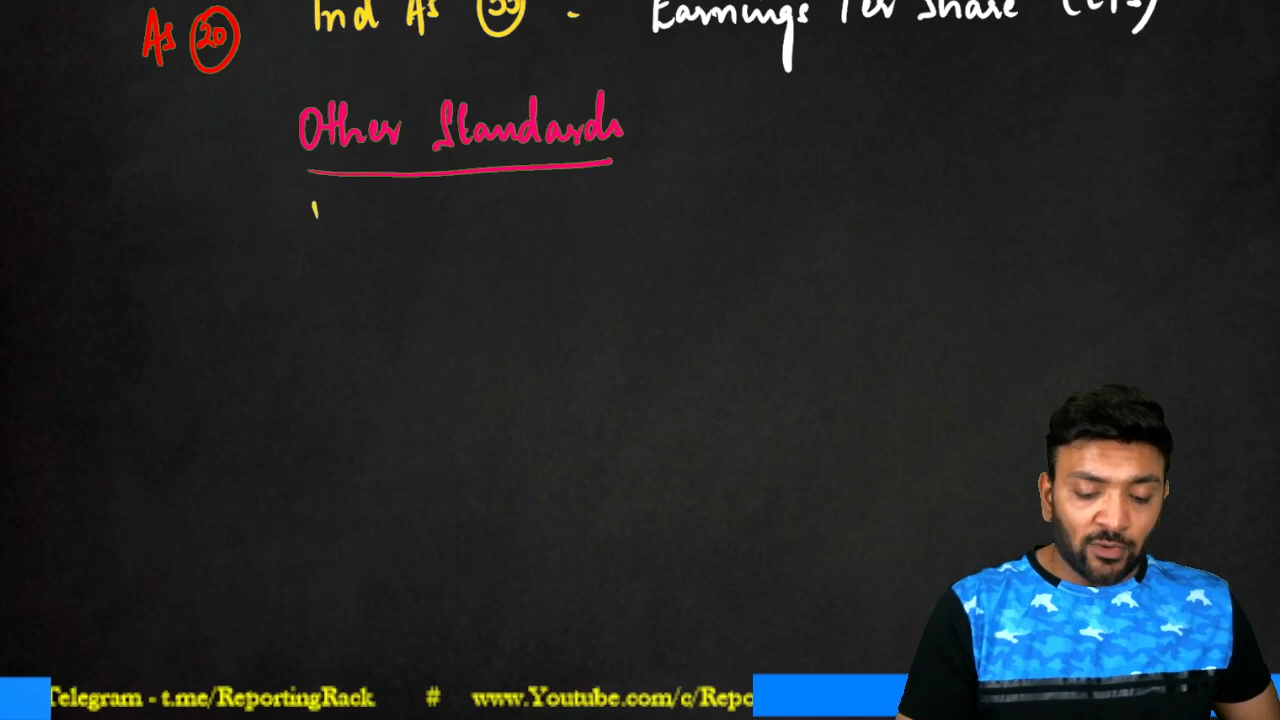 Ind As 33 - Earnings Per Share (EPS)
As 20
Other Standards
Telegram - t.me/ReportingRack # www.Youtube.com/c/Repo